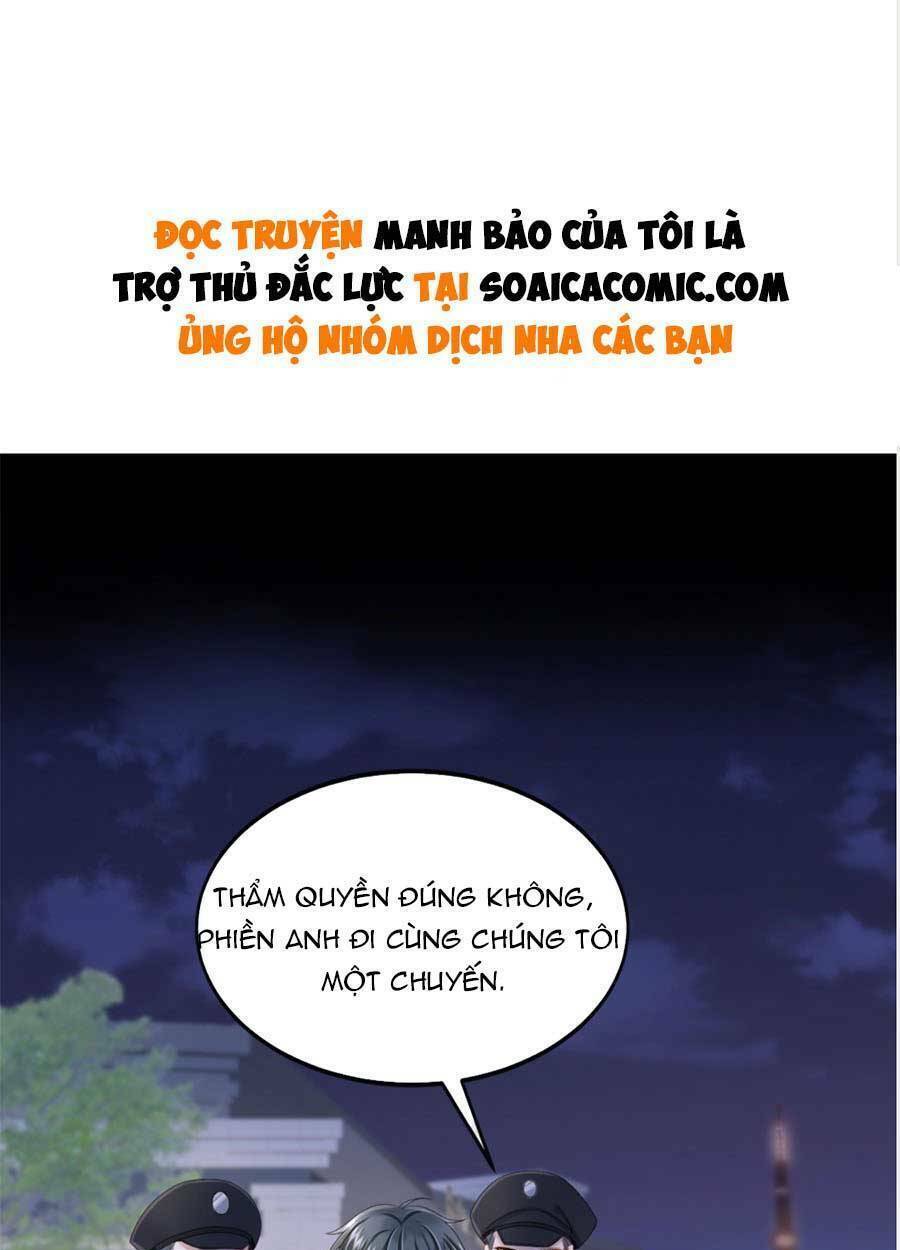 ĐỌC TRUYỆN MANH BẢO CỦA TÔI LÀ
TRỢ THỦ ĐẮC LỰC TẠI SOAICACOMIC.COM
ỦNG HỘ NHÓM DỊCH NHA CÁC BẠN
THẨM QUYỀN ĐÚNG KHÔNG,
PHIỀN ANH ĐI CÙNG CHÚNG TÔI
MỘT CHUYẾN.